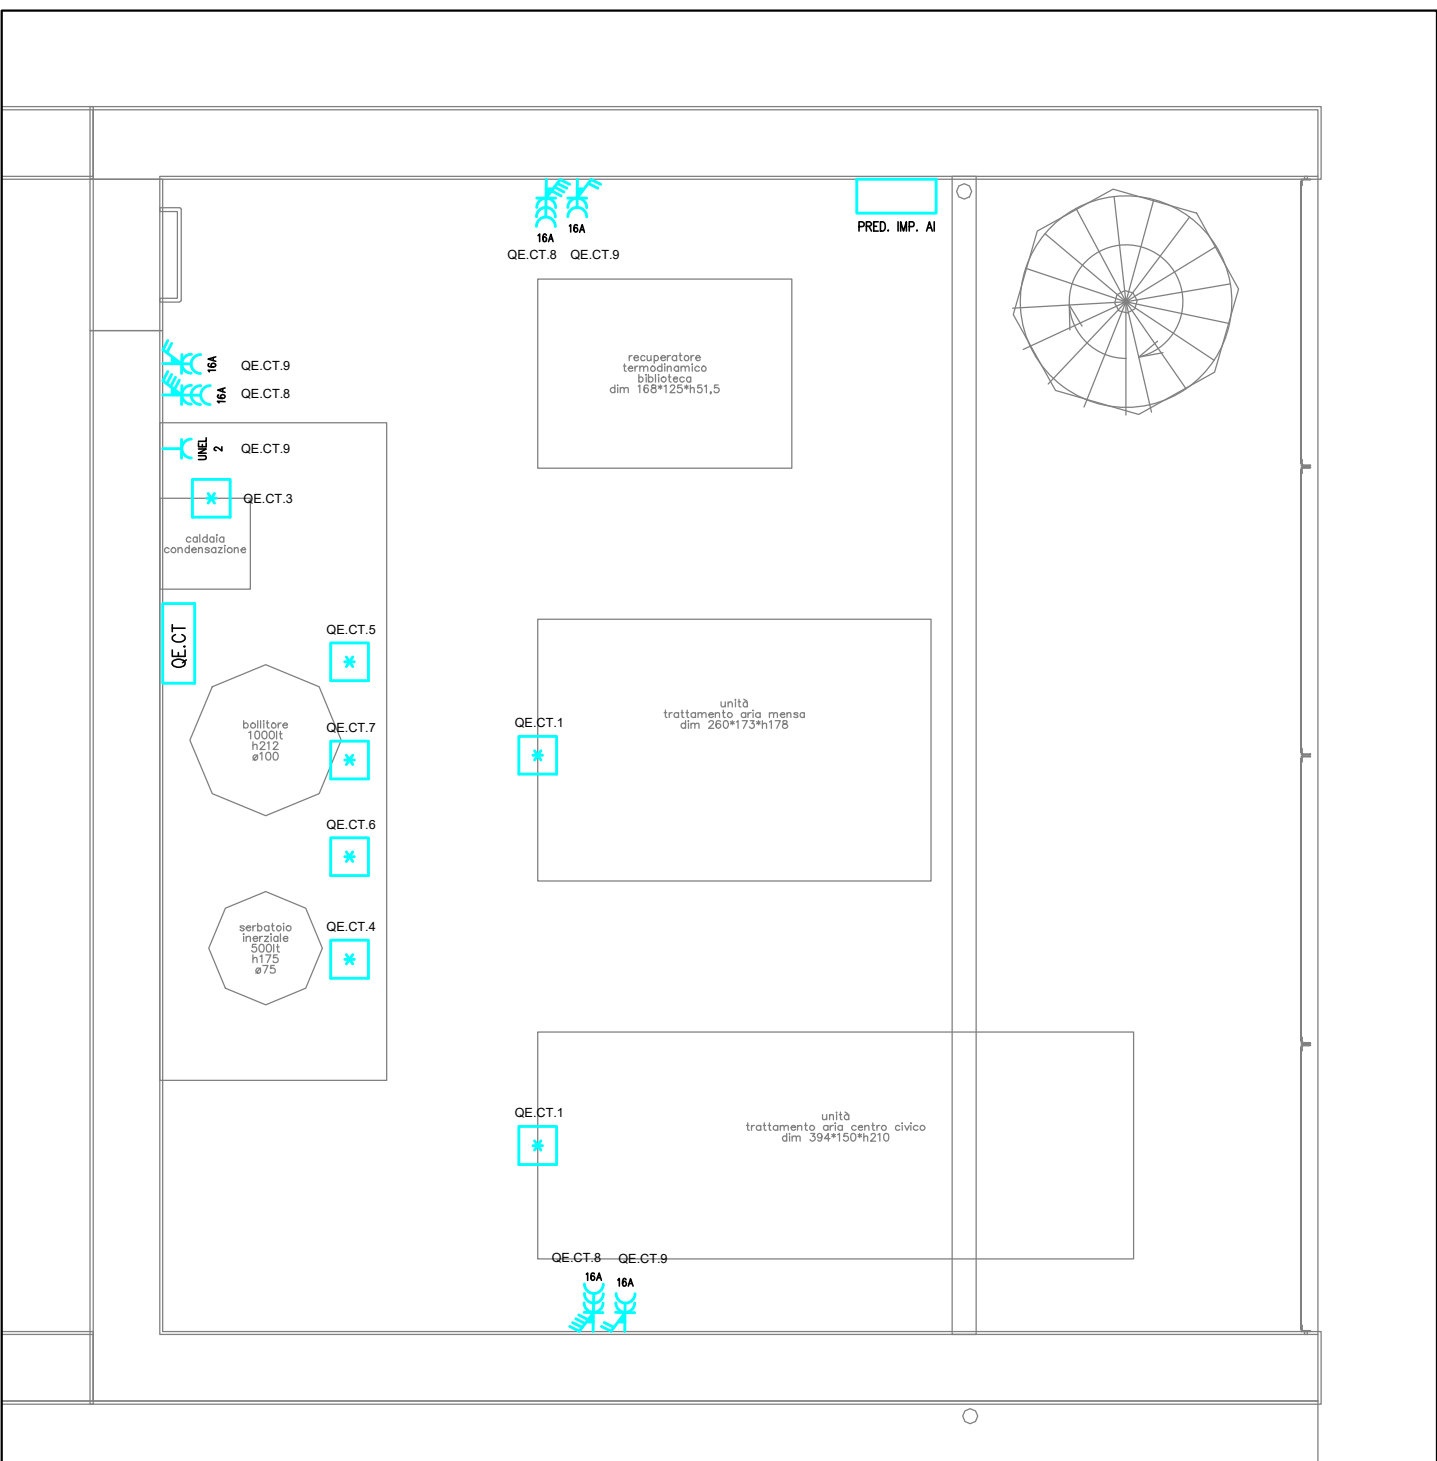 PRED. IMP. AI
16A
16A
QE.CT.8
QE.CT.9
recuperatore
termodinamico
biblioteca
dim 168*125*h51,5
16A
QE.CT.9
16A
QE.CT.8
UNEL
2
QE.CT.9
QE.CT.3
caldaia
condensazione
QE.CT
QE.CT.5
bollitore
1000lt
h212
ø100
QE.CT.7
QE.CT.1
unità
trattamento aria mensa
dim 260*173*h178
QE.CT.6
serbatoio
inerziale
500lt
h175
ø75
QE.CT.4
QE.CT.1
unità
trattamento aria centro civico
dim 394*150*h210
QE.CT.8
QE.CT.9
16A
16A